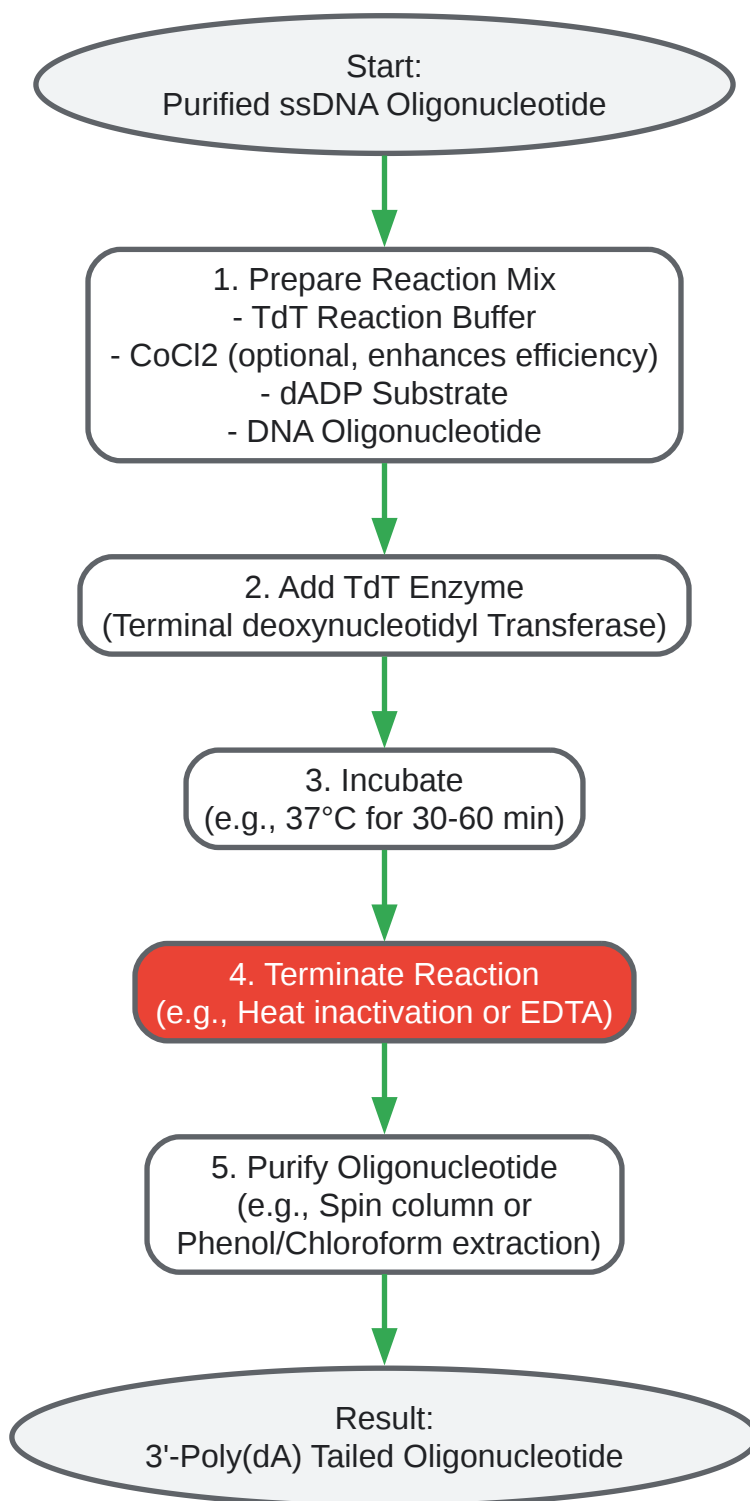 Start:
Purified ssDNA Oligonucleotide
1. Prepare Reaction Mix
- TdT Reaction Buffer
- CoCl2 (optional, enhances efficiency)
- dADP Substrate
- DNA Oligonucleotide
2. Add TdT Enzyme
(Terminal deoxynucleotidyl Transferase)
3. Incubate
(e.g., 37°C for 30-60 min)
4. Terminate Reaction
(e.g., Heat inactivation or EDTA)
5. Purify Oligonucleotide
(e.g., Spin column or
Phenol/Chloroform extraction)
Result:
3'-Poly(dA) Tailed Oligonucleotide